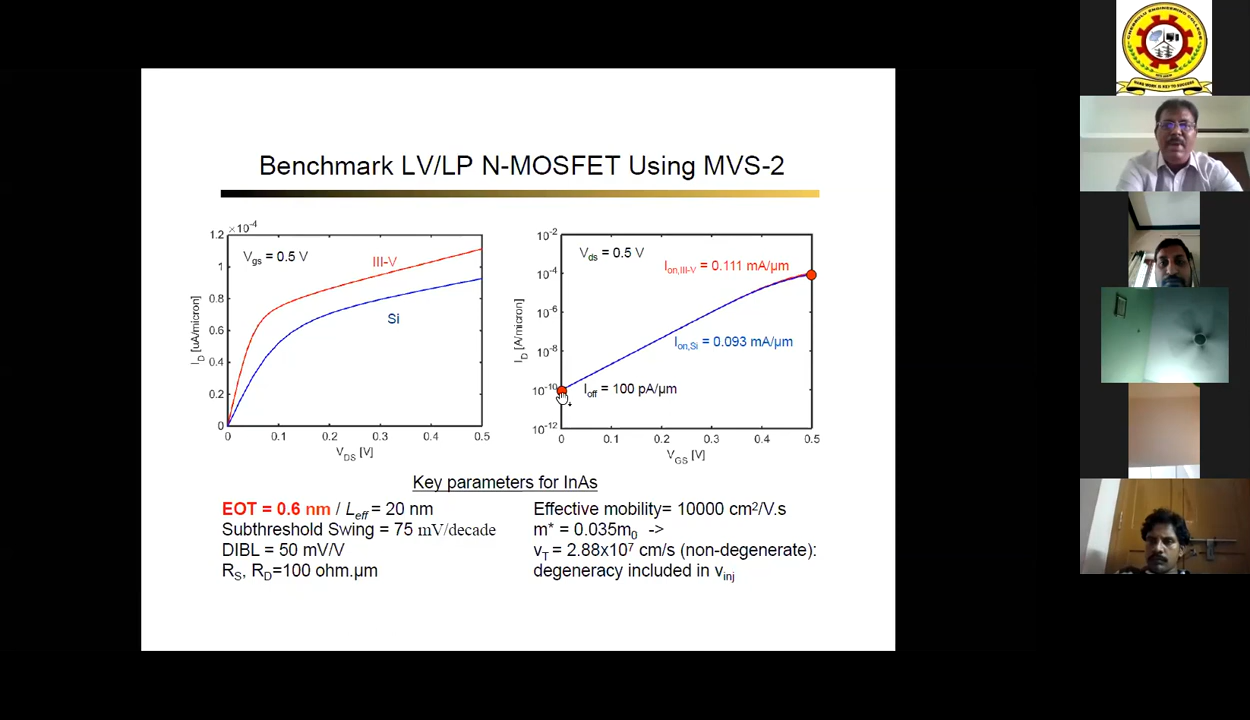 Benchmark LV/LP N-MOSFET Using MVS-2
×10⁻⁴
1.2
1
0.8
0.6
0.4
0.2
0
I_D [uA/micron]
V_gs = 0.5 V
III-V
Si
0 0.1 0.2 0.3 0.4 0.5
V_DS [V]
10⁻²
10⁻⁴
10⁻⁶
10⁻⁸
10⁻¹⁰
10⁻¹²
I_D [A/micron]
V_ds = 0.5 V
I_on,III-V = 0.111 mA/µm
I_on,Si = 0.093 mA/µm
I_off = 100 pA/µm
0 0.1 0.2 0.3 0.4 0.5
V_GS [V]
Key parameters for InAs
EOT = 0.6 nm / L_eff = 20 nm
Subthreshold Swing = 75 mV/decade
DIBL = 50 mV/V
R_S, R_D=100 ohm.µm
Effective mobility= 10000 cm²/V.s
m* = 0.035m₀ ->
v_T = 2.88x10⁷ cm/s (non-degenerate):
degeneracy included in v_inj